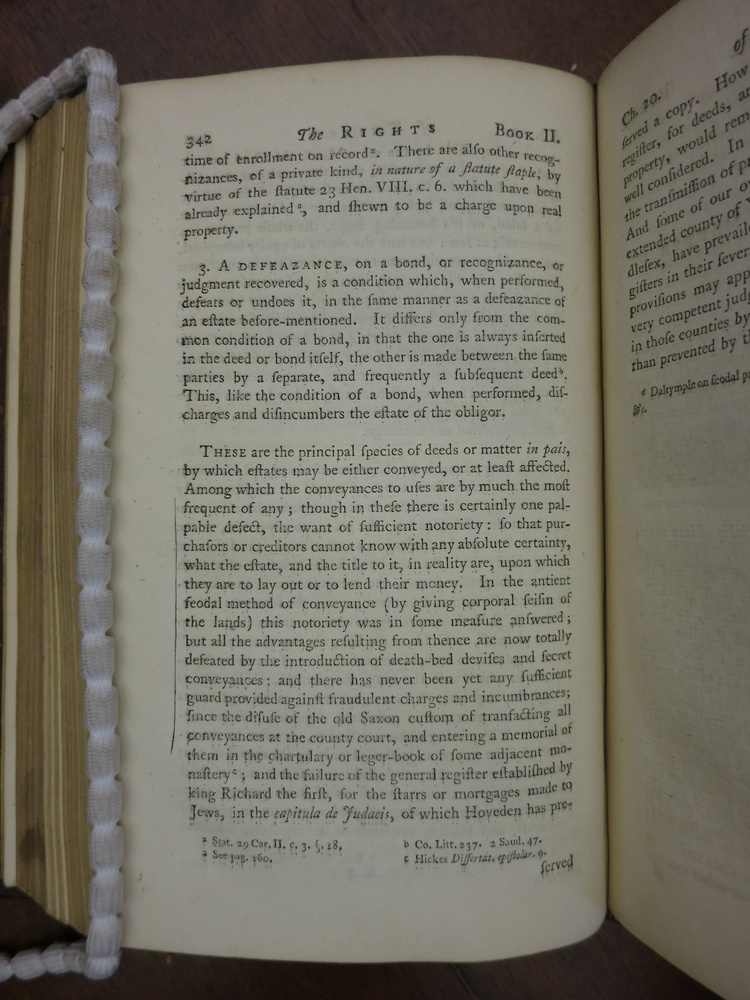 342 The RIGHTS BOOK II.
time of enrollment on recordᶻ. There are alſo other recog-
nizances, of a private kind, in nature of a ſtatute ſtaple, by
virtue of the ſtatute 23 Hen. VIII. c. 6. which have been
already explainedᵃ, and ſhewn to be a charge upon real
property.
3. A DEFEAZANCE, on a bond, or recognizance, or
judgment recovered, is a condition which, when performed,
defeats or undoes it, in the ſame manner as a defeazance of
an eſtate before-mentioned. It differs only from the com-
mon condition of a bond, in that the one is always inſerted
in the deed or bond itſelf, the other is made between the ſame
parties by a ſeparate, and frequently a ſubſequent deedᵇ.
This, like the condition of a bond, when performed, diſ-
charges and diſincumbers the eſtate of the obligor.
THESE are the principal ſpecies of deeds or matter in pais,
by which eſtates may be either conveyed, or at leaſt affected.
Among which the conveyances to uſes are by much the moſt
frequent of any; though in theſe there is certainly one pal-
pable defect, the want of ſufficient notoriety: ſo that pur-
chaſors or creditors cannot know with any abſolute certainty,
what the eſtate, and the title to it, in reality are, upon which
they are to lay out or to lend their money. In the antient
feodal method of conveyance (by giving corporal ſeiſin of
the lands) this notoriety was in ſome meaſure anſwered;
but all the advantages reſulting from thence are now totally
defeated by the introduction of death-bed deviſes and ſecret
conveyances: and there has never been yet any ſufficient
guard provided againſt fraudulent charges and incumbrances;
ſince the diſuſe of the old Saxon cuſtom of tranſacting all
conveyances at the county court, and entering a memorial of
them in the chartulary or leger-book of ſome adjacent mo-
naſteryᶜ; and the failure of the general regiſter eſtabliſhed by
king Richard the firſt, for the ſtarrs or mortgages made to
Jews, in the capitula de Judaeis, of which Hoveden has pre-
ᶻ Stat. 29 Car. II. c. 3. §. 18.
ᵃ See pag. 160.
b Co. Litt. 237. 2 Saud. 47.
c Hickes Diſſertat. epiſtolar. 9.
ſerved
of
Ch. 20.
ſerved a copy. How
regiſter, for deeds, an
property, would rem
well conſidered. In
the tranſmiſſion of p
And ſome of our o
extended county of
dleſex, have prevail
giſters in their ſever
proviſions may app
very competent judg
in thoſe counties by
than prevented by t
ᵈ Dalrymple on feodal p
&c.